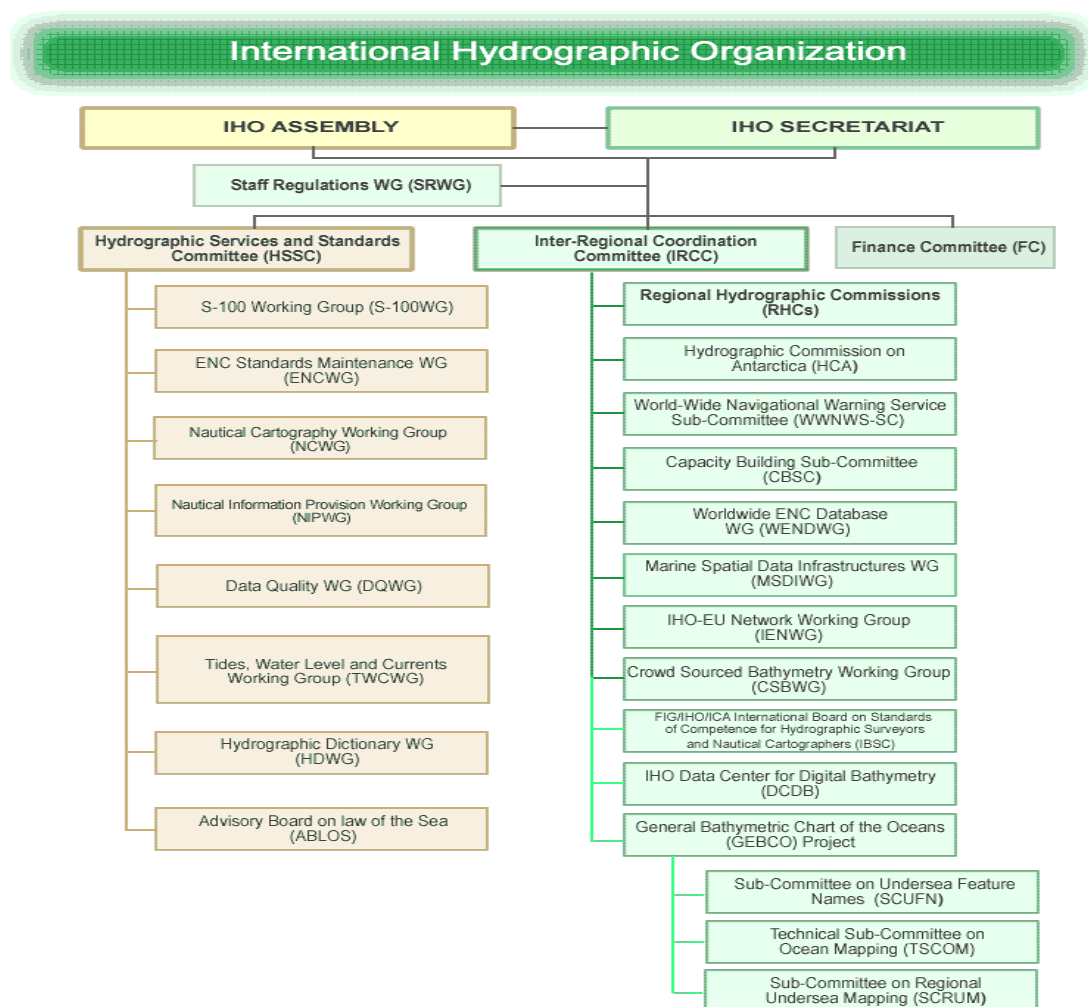 International Hydrographic Organization
IHO ASSEMBLY
IHO SECRETARIAT
Staff Regulations WG (SRWG)
Hydrographic Services and Standards
Committee (HSSC)
Inter-Regional Coordination
Committee (IRCC)
Finance Committee (FC)
S-100 Working Group (S-100WG)
ENC Standards Maintenance WG
(ENCWG)
Nautical Cartography Working Group
(NCWG)
Nautical Information Provision Working Group
(NIPWG)
Data Quality WG (DQWG)
Tides, Water Level and Currents
Working Group (TWCWG)
Hydrographic Dictionary WG
(HDWG)
Advisory Board on law of the Sea
(ABLOS)
Regional Hydrographic Commissions
(RHCs)
Hydrographic Commission on
Antarctica (HCA)
World-Wide Navigational Warning Service
Sub-Committee (WWNWS-SC)
Capacity Building Sub-Committee
(CBSC)
Worldwide ENC Database
WG (WENDWG)
Marine Spatial Data Infrastructures WG
(MSDIWG)
IHO-EU Network Working Group
(IENWG)
Crowd Sourced Bathymetry Working Group
(CSBWG)
FIG/IHO/ICA International Board on Standards
of Competence for Hydrographic Surveyors
and Nautical Cartographers (IBSC)
IHO Data Center for Digital Bathymetry
(DCDB)
General Bathymetric Chart of the Oceans
(GEBCO) Project
Sub-Committee on Undersea Feature
Names (SCUFN)
Technical Sub-Committee on
Ocean Mapping (TSCOM)
Sub-Committee on Regional
Undersea Mapping (SCRUM)